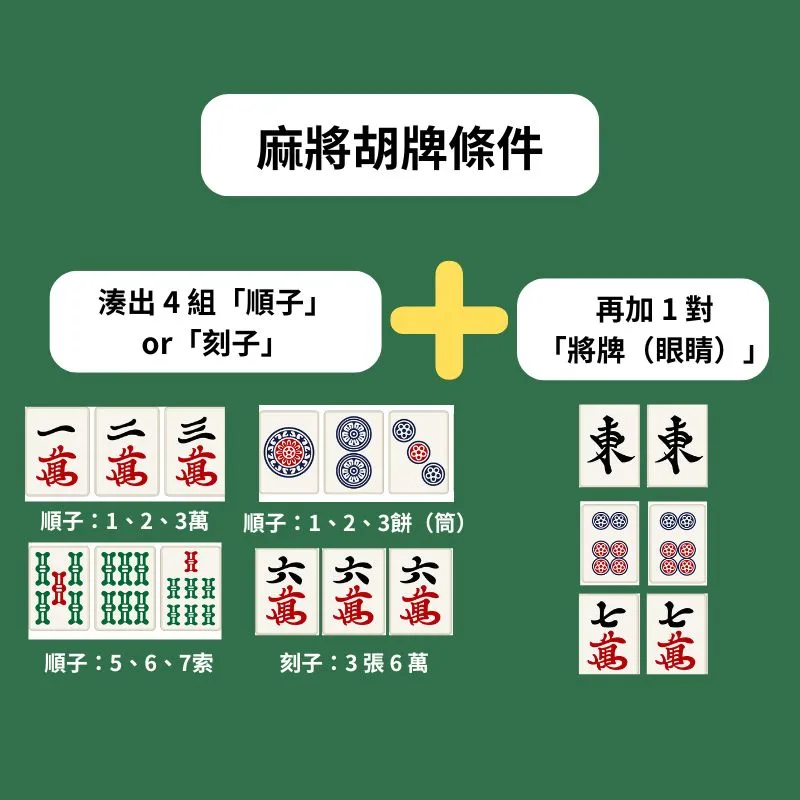 麻將胡牌條件
湊出 4 組「順子」
or「刻子」
再加 1 對
「將牌（眼睛）」
一萬 二萬 三萬
順子：1、2、3萬
順子：1、2、3餅（筒）
六萬 六萬 六萬
順子：5、6、7索
刻子：3 張 6 萬
東 東
七萬 七萬